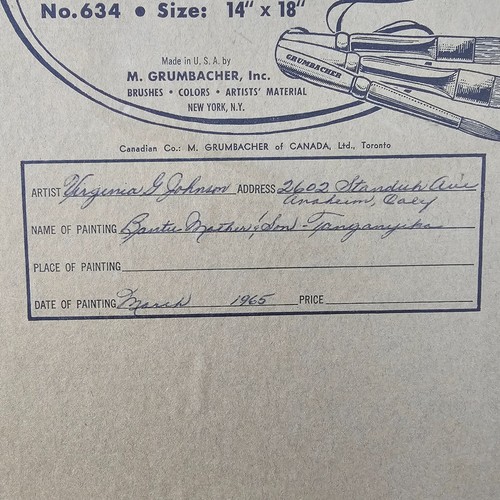 No.634 • Size: 14" x 18"
GRUMBACHER
Made in U.S.A. by
M. GRUMBACHER, Inc.
BRUSHES • COLORS • ARTISTS' MATERIAL
NEW YORK, N.Y.
Canadian Co.: M. GRUMBACHER of CANADA, Ltd., Toronto
ARTIST Virginia G Johnson ADDRESS 2602 Standish Ave
Anaheim, Calif
NAME OF PAINTING Bantu Mother & Son - Tanganyika
PLACE OF PAINTING
DATE OF PAINTING March 1965 PRICE